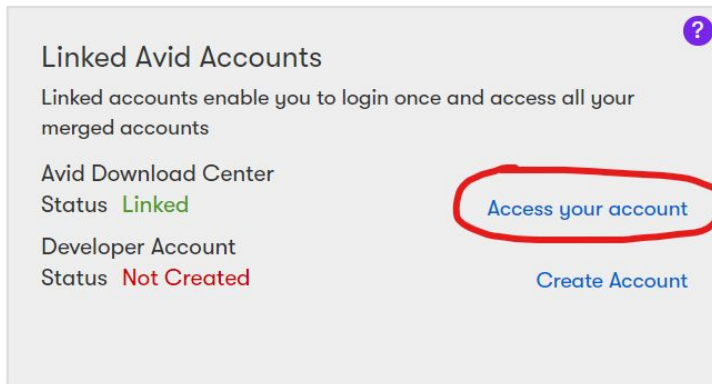 ?
Linked Avid Accounts
Linked accounts enable you to login once and access all your
merged accounts
Avid Download Center
Status Linked
Access your account
Developer Account
Status Not Created
Create Account